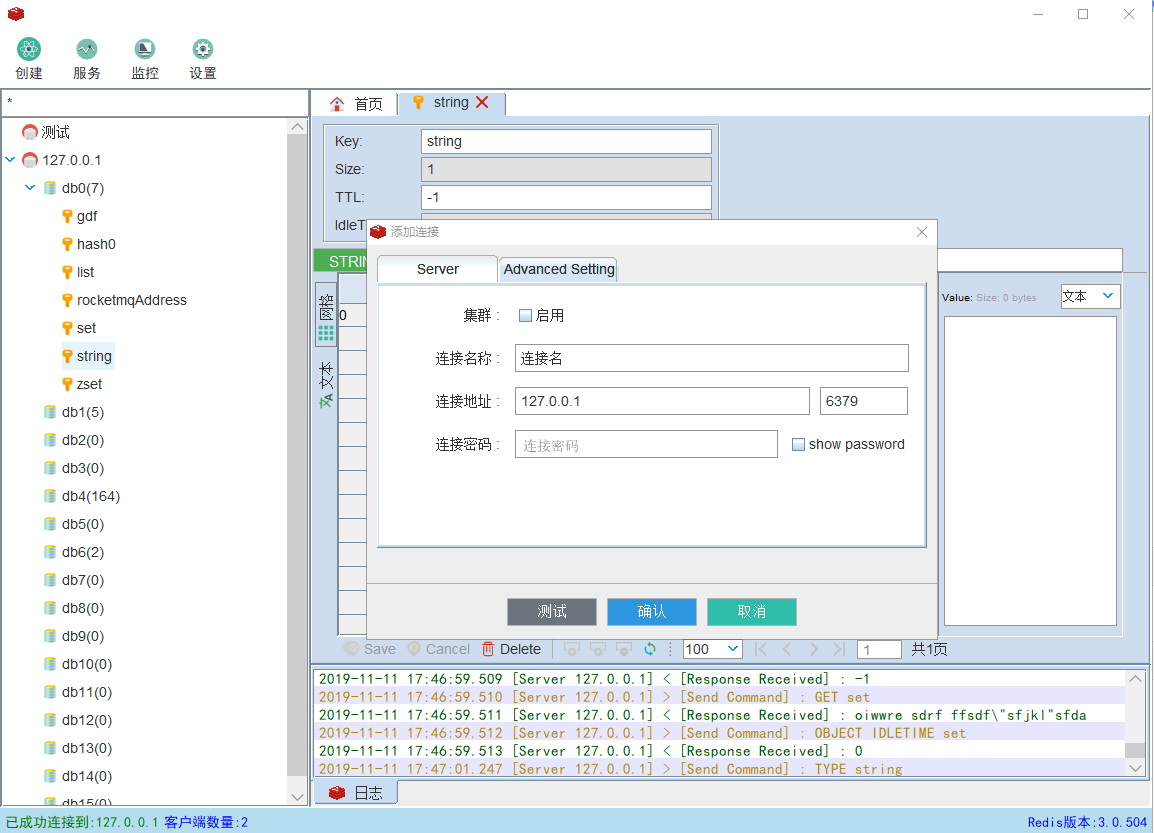 创建 服务 监控 设置
*
测试
127.0.0.1
db0(7)
gdf
hash0
list
rocketmqAddress
set
string
zset
db1(5)
db2(0)
db3(0)
db4(164)
db5(0)
db6(2)
db7(0)
db8(0)
db9(0)
db10(0)
db11(0)
db12(0)
db13(0)
db14(0)
db15(0)
首页 string
Key: string
Size: 1
TTL: -1
IdleT
STRIN
网格
文本
0
Value: Size: 0 bytes 文本
添加连接
Server Advanced Setting
集群 : 启用
连接名称 : 连接名
连接地址 : 127.0.0.1 6379
连接密码 : 连接密码 show password
测试 确认 取消
Save Cancel Delete 100 1 共1页
2019-11-11 17:46:59.509 [Server 127.0.0.1] < [Response Received] : -1
2019-11-11 17:46:59.510 [Server 127.0.0.1] > [Send Command] : GET set
2019-11-11 17:46:59.511 [Server 127.0.0.1] < [Response Received] : oiwwre sdrf ffsdf\"sfjkl"sfda
2019-11-11 17:46:59.512 [Server 127.0.0.1] > [Send Command] : OBJECT IDLETIME set
2019-11-11 17:46:59.513 [Server 127.0.0.1] < [Response Received] : 0
2019-11-11 17:47:01.247 [Server 127.0.0.1] > [Send Command] : TYPE string
日志
已成功连接到:127.0.0.1 客户端数量:2
Redis版本:3.0.504